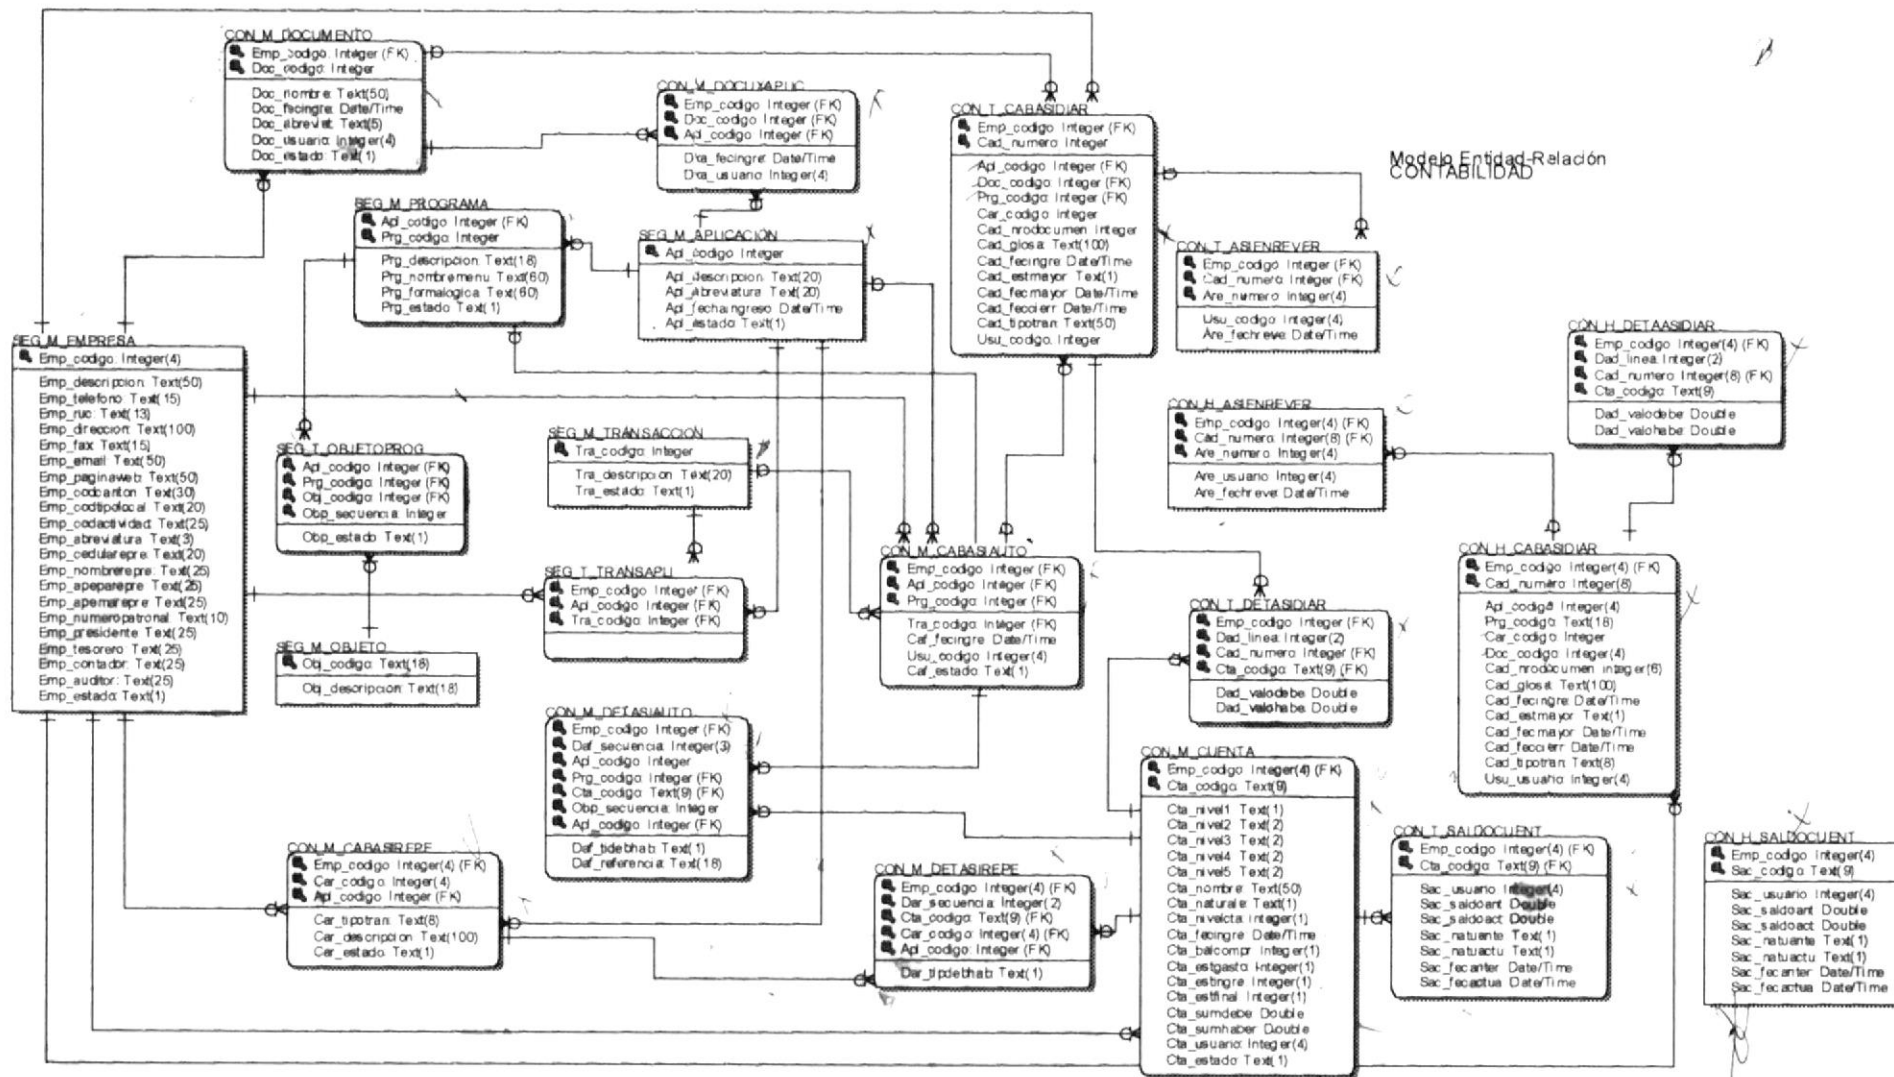 Modelo Entidad-Relación
CONTABILIDAD
CON_M_DOCUMENTO
Emp_codigo: Integer (FK)
Doc_codigo: Integer
Doc_nombre: Text(50)
Doc_fecingre: Date/Time
Doc_abreviat: Text(5)
Doc_usuario: Integer(4)
Doc_estado: Text(1)
CON_M_DOCUXAPLIC
Emp_codigo: Integer (FK)
Doc_codigo: Integer (FK)
Apl_codigo: Integer (FK)
Dxa_fecingre: Date/Time
Dxa_usuario: Integer(4)
CON_T_CABASIDIAR
Emp_codigo: Integer (FK)
Cad_numero: Integer
Apl_codigo: Integer (FK)
Doc_codigo: Integer (FK)
Prg_codigo: Integer (FK)
Car_codigo: Integer
Cad_nrodocumen: Integer
Cad_glosa: Text(100)
Cad_fecingre: Date/Time
Cad_estmayor: Text(1)
Cad_fecmayor: Date/Time
Cad_feccierr: Date/Time
Cad_tipotran: Text(50)
Usu_codigo: Integer
SEG_M_PROGRAMA
Apl_codigo: Integer (FK)
Prg_codigo: Integer
Prg_descripcion: Text(18)
Prg_nombremenu: Text(60)
Prg_formalogica: Text(60)
Prg_estado: Text(1)
SEG_M_APLICACIÓN
Apl_codigo: Integer
Apl_descripcion: Text(20)
Apl_abreviatura: Text(20)
Apl_fechaingreso: Date/Time
Apl_estado: Text(1)
CON_T_ASIENREVER
Emp_codigo: Integer (FK)
Cad_numero: Integer (FK)
Are_numero: Integer(4)
Usu_codigo: Integer(4)
Are_fechreve: Date/Time
SEG_M_EMPRESA
Emp_codigo: Integer(4)
Emp_descripcion: Text(50)
Emp_telefono: Text(15)
Emp_ruc: Text(13)
Emp_direccion: Text(100)
Emp_fax: Text(15)
Emp_email: Text(50)
Emp_paginaweb: Text(50)
Emp_codcanton: Text(30)
Emp_codtipolocal: Text(20)
Emp_codactividad: Text(25)
Emp_abreviatura: Text(3)
Emp_cedularepre: Text(20)
Emp_nombrerepre: Text(25)
Emp_apeparepre: Text(25)
Emp_apemarepre: Text(25)
Emp_numeropatronal: Text(10)
Emp_presidente: Text(25)
Emp_tesorero: Text(25)
Emp_contador: Text(25)
Emp_auditor: Text(25)
Emp_estado: Text(1)
CON_H_DETAASIDIAR
Emp_codigo: Integer(4) (FK)
Dad_linea: Integer(2)
Cad_numero: Integer(8) (FK)
Cta_codigo: Text(9)
Dad_valodebe: Double
Dad_valohabe: Double
CON_H_ASIENREVER
Emp_codigo: Integer(4) (FK)
Cad_numero: Integer(8) (FK)
Are_numero: Integer(4)
Are_usuario: Integer(4)
Are_fechreve: Date/Time
SEG_T_OBJETOPROG
Apl_codigo: Integer (FK)
Prg_codigo: Integer (FK)
Obj_codigo: Integer (FK)
Obp_secuencia: Integer
Obp_estado: Text(1)
SEG_M_TRANSACCION
Tra_codigo: Integer
Tra_descripcion: Text(20)
Tra_estado: Text(1)
SEG_T_TRANSAPLI
Emp_codigo: Integer (FK)
Apl_codigo: Integer (FK)
Tra_codigo: Integer (FK)
CON_M_CABASIAUTO
Emp_codigo: Integer (FK)
Apl_codigo: Integer (FK)
Prg_codigo: Integer (FK)
Tra_codigo: Integer (FK)
Caf_fecingre: Date/Time
Usu_codigo: Integer(4)
Caf_estado: Text(1)
CON_H_CABASIDIAR
Emp_codigo: Integer(4) (FK)
Cad_numero: Integer(8)
Apl_codigo: Integer(4)
Prg_codigo: Text(18)
Car_codigo: Integer
Doc_codigo: Integer(4)
Cad_nrodocumen: integer(6)
Cad_glosa: Text(100)
Cad_fecingre: Date/Time
Cad_estmayor: Text(1)
Cad_fecmayor: Date/Time
Cad_feccierr: Date/Time
Cad_tipotran: Text(8)
Usu_usuario: Integer(4)
CON_T_DETASIDIAR
Emp_codigo: Integer (FK)
Dad_linea: Integer(2)
Cad_numero: Integer (FK)
Cta_codigo: Text(9) (FK)
Dad_valodebe: Double
Dad_valohabe: Double
SEG_M_OBJETO
Obj_codigo: Text(18)
Obj_descripción: Text(18)
CON_M_DETASIAUTO
Emp_codigo: Integer (FK)
Daf_secuencia: Integer(3)
Apl_codigo: Integer
Prg_codigo: Integer (FK)
Cta_codigo: Text(9) (FK)
Obp_secuencia: Integer
Apl_codigo: Integer (FK)
Daf_tidebhab: Text(1)
Daf_referencia: Text(18)
CON_M_CUENTA
Emp_codigo: Integer(4) (FK)
Cta_codigo: Text(9)
Cta_nivel1: Text(1)
Cta_nivel2: Text(2)
Cta_nivel3: Text(2)
Cta_nivel4: Text(2)
Cta_nivel5: Text(2)
Cta_nombre: Text(50)
Cta_naturale: Text(1)
Cta_nivelcta: Integer(1)
Cta_fecingre: Date/Time
Cta_balcompr: Integer(1)
Cta_estgasto: Integer(1)
Cta_estingre: Integer(1)
Cta_estfinal: Integer(1)
Cta_sumdebe: Double
Cta_sumhaber: Double
Cta_usuario: Integer(4)
Cta_estado: Text(1)
CON_M_CABASIREPE
Emp_codigo: Integer(4) (FK)
Car_codigo: Integer(4)
Apl_codigo: Integer (FK)
Car_tipotran: Text(8)
Car_descripcion: Text(100)
Car_estado: Text(1)
CON_M_DETASIREPE
Emp_codigo: Integer(4) (FK)
Dar_secuencia: Integer(2)
Cta_codigo: Text(9) (FK)
Car_codigo: Integer(4) (FK)
Apl_codigo: Integer (FK)
Dar_tipdebhab: Text(1)
CON_T_SALDOCUENT
Emp_codigo: Integer(4) (FK)
Cta_codigo: Text(9) (FK)
Sac_usuario: Integer(4)
Sac_saldoant: Double
Sac_saldoact: Double
Sac_natuante: Text(1)
Sac_natuactu: Text(1)
Sac_fecanter: Date/Time
Sac_fecactua: Date/Time
CON_H_SALDOCUENT
Emp_codigo: Integer(4)
Sac_codigo: Text(9)
Sac_usuario: Integer(4)
Sac_saldoant: Double
Sac_saldoact: Double
Sac_natuante: Text(1)
Sac_natuactu: Text(1)
Sac_fecanter: Date/Time
Sac_fecactua: Date/Time